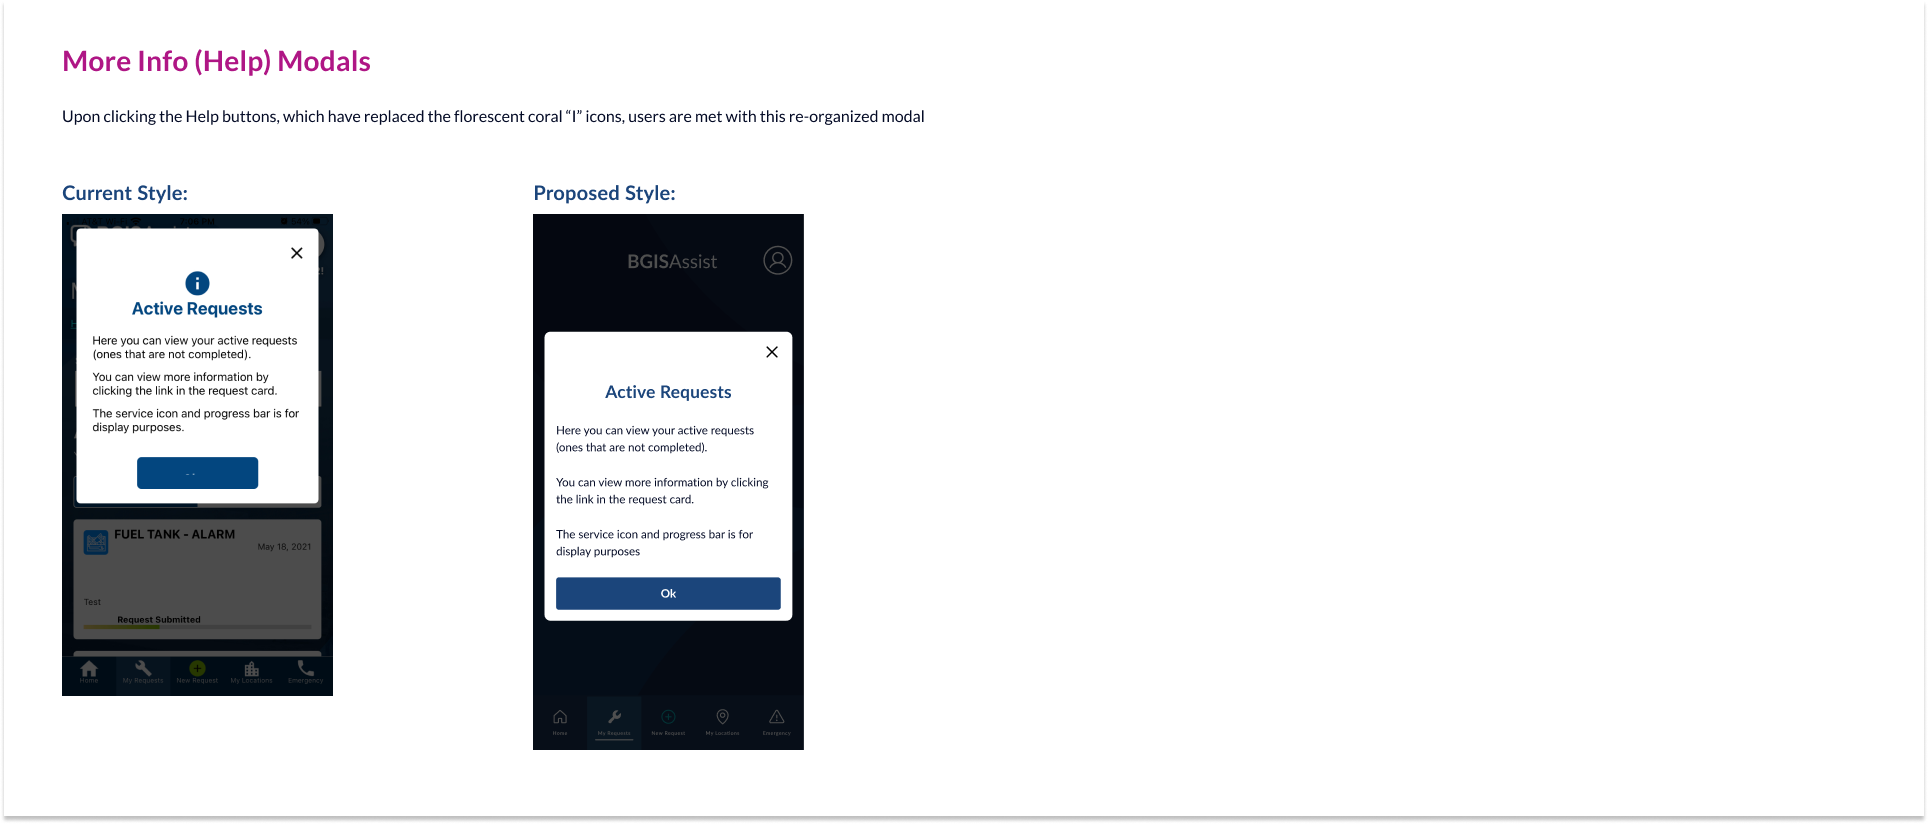 More Info (Help) Modals
Upon clicking the Help buttons, which have replaced the florescent coral “I” icons, users are met with this re-organized modal
Current Style:
Active Requests
Here you can view your active requests
(ones that are not completed).
You can view more information by
clicking the link in the request card.
The service icon and progress bar is for
display purposes.
FUEL TANK - ALARM
May 18, 2021
Test
Request Submitted
Home
My Requests
New Request
My Locations
Emergency
Proposed Style:
BGISAssist
Active Requests
Here you can view your active requests
(ones that are not completed).
You can view more information by clicking
the link in the request card.
The service icon and progress bar is for
display purposes
Ok
Home
My Requests
New Request
My Locations
Emergency